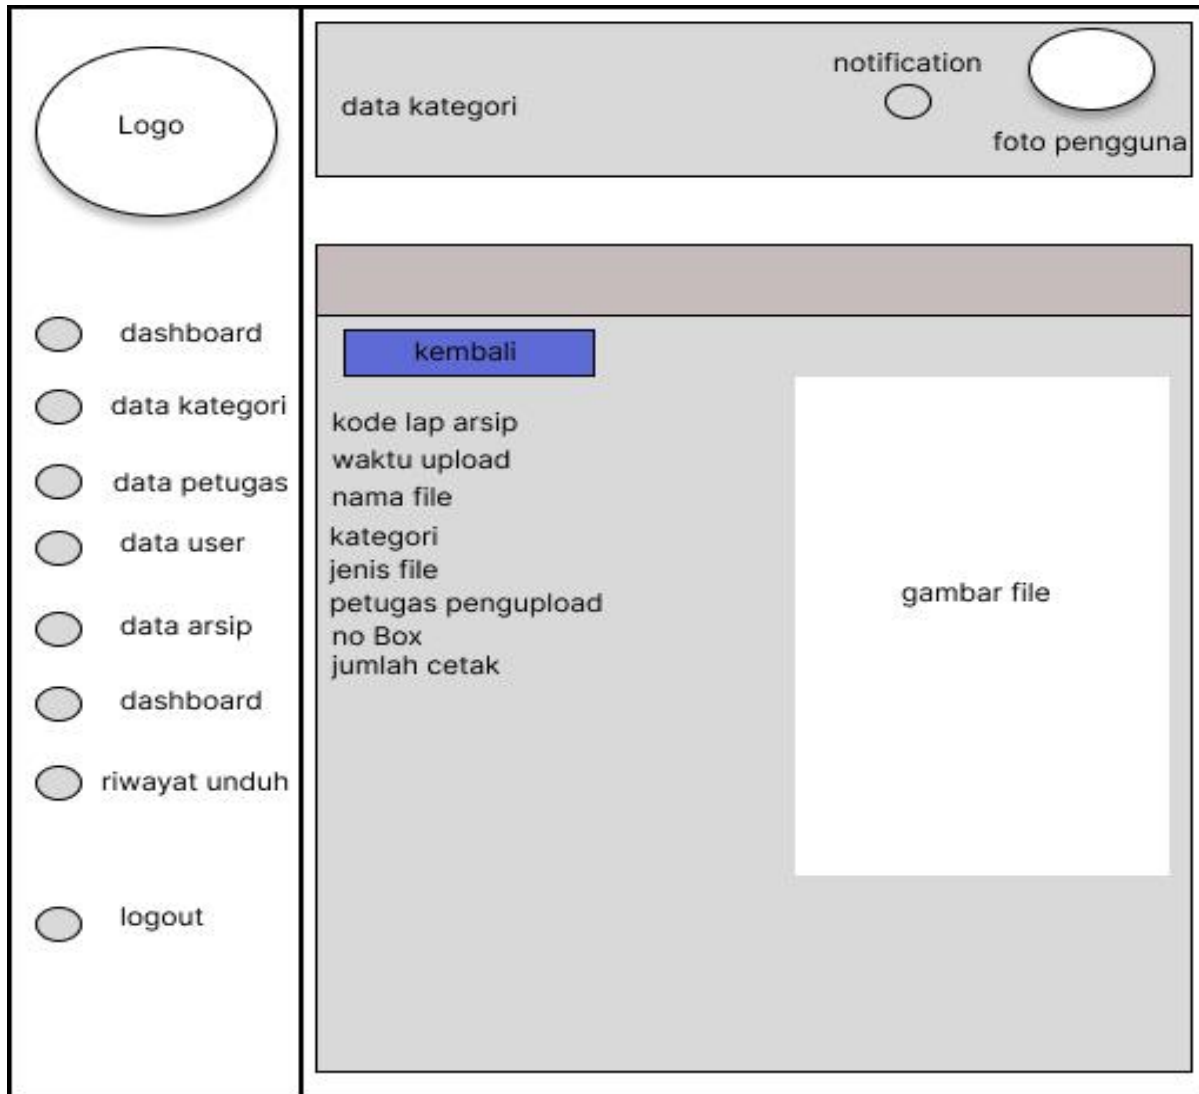 Logo
dashboard
data kategori
data petugas
data user
data arsip
dashboard
riwayat unduh
logout
data kategori
notification
foto pengguna
kembali
kode lap arsip
waktu upload
nama file
kategori
jenis file
petugas pengupload
no Box
jumlah cetak
gambar file